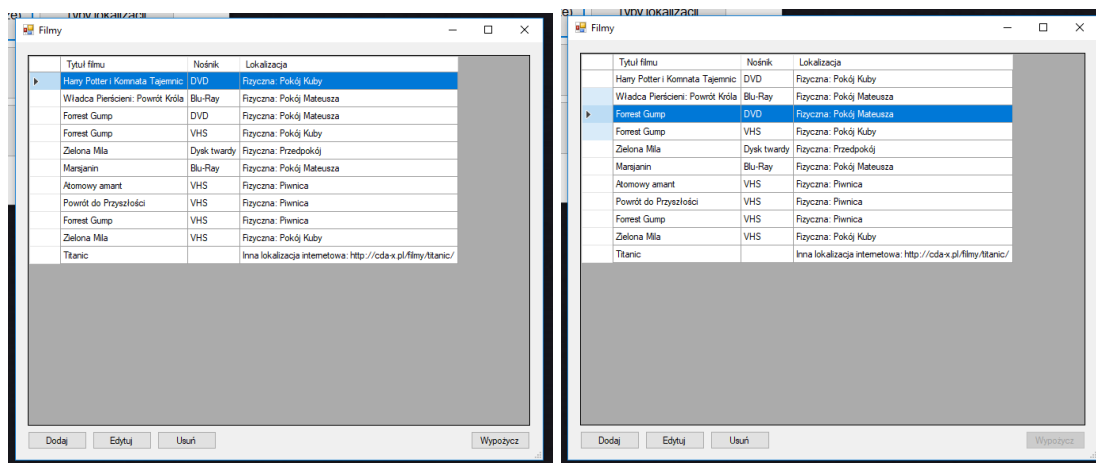 że) Typy lokalizacji
Filmy
Tytuł filmu Nośnik Lokalizacja
Harry Potter i Komnata Tajemnic DVD Fizyczna: Pokój Kuby
Władca Pierścieni: Powrót Króla Blu-Ray Fizyczna: Pokój Mateusza
Forrest Gump DVD Fizyczna: Pokój Mateusza
Forrest Gump VHS Fizyczna: Pokój Kuby
Zielona Mila Dysk twardy Fizyczna: Przedpokój
Marsjanin Blu-Ray Fizyczna: Pokój Mateusza
Atomowy amant VHS Fizyczna: Piwnica
Powrót do Przyszłości VHS Fizyczna: Piwnica
Forrest Gump VHS Fizyczna: Piwnica
Zielona Mila VHS Fizyczna: Pokój Kuby
Titanic Inna lokalizacja internetowa: http://cda-x.pl/filmy/titanic/
Dodaj Edytuj Usuń Wypożycz
e) Typy lokalizacji
Filmy
Tytuł filmu Nośnik Lokalizacja
Harry Potter i Komnata Tajemnic DVD Fizyczna: Pokój Kuby
Władca Pierścieni: Powrót Króla Blu-Ray Fizyczna: Pokój Mateusza
Forrest Gump DVD Fizyczna: Pokój Mateusza
Forrest Gump VHS Fizyczna: Pokój Kuby
Zielona Mila Dysk twardy Fizyczna: Przedpokój
Marsjanin Blu-Ray Fizyczna: Pokój Mateusza
Atomowy amant VHS Fizyczna: Piwnica
Powrót do Przyszłości VHS Fizyczna: Piwnica
Forrest Gump VHS Fizyczna: Piwnica
Zielona Mila VHS Fizyczna: Pokój Kuby
Titanic Inna lokalizacja internetowa: http://cda-x.pl/filmy/titanic/
Dodaj Edytuj Usuń Wypożycz